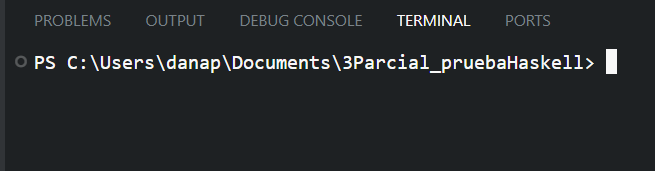 PROBLEMS OUTPUT DEBUG CONSOLE TERMINAL PORTS
PS C:\Users\danap\Documents\3Parcial_pruebaHaskell>